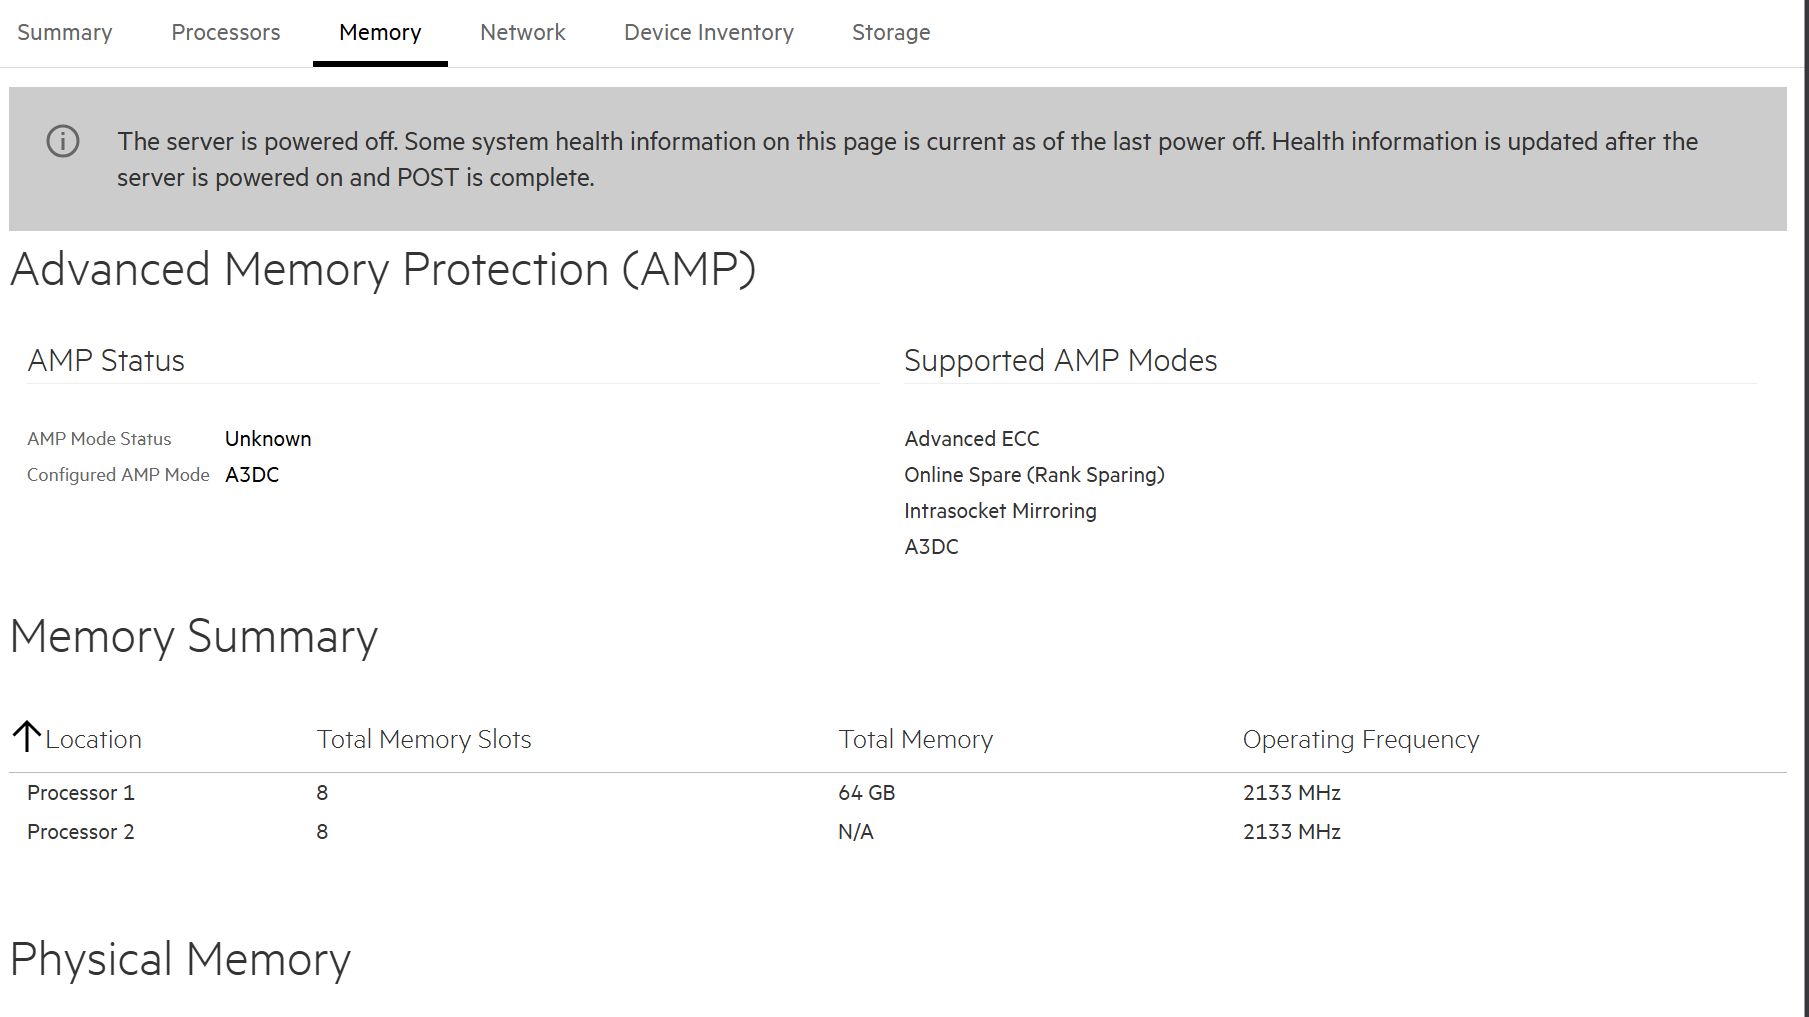 Summary Processors Memory Network Device Inventory Storage
The server is powered off. Some system health information on this page is current as of the last power off. Health information is updated after the
server is powered on and POST is complete.
Advanced Memory Protection (AMP)
AMP Status
AMP Mode Status Unknown
Configured AMP Mode A3DC
Supported AMP Modes
Advanced ECC
Online Spare (Rank Sparing)
Intrasocket Mirroring
A3DC
Memory Summary
Location Total Memory Slots Total Memory Operating Frequency
Processor 1 8 64 GB 2133 MHz
Processor 2 8 N/A 2133 MHz
Physical Memory